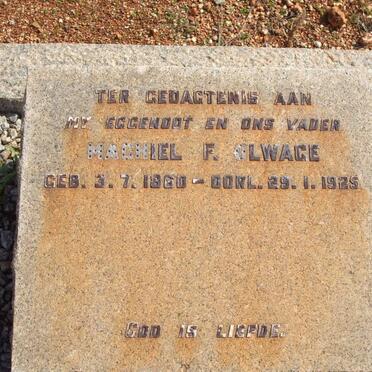 TER GEDAGTENIS AAN
MY EGGENOOT EN ONS VADER
MACHIEL F. OLWAGE
GEB. 3. 7. 1860 – OORL. 29. 1. 1925
GOD IS LIEFDE.